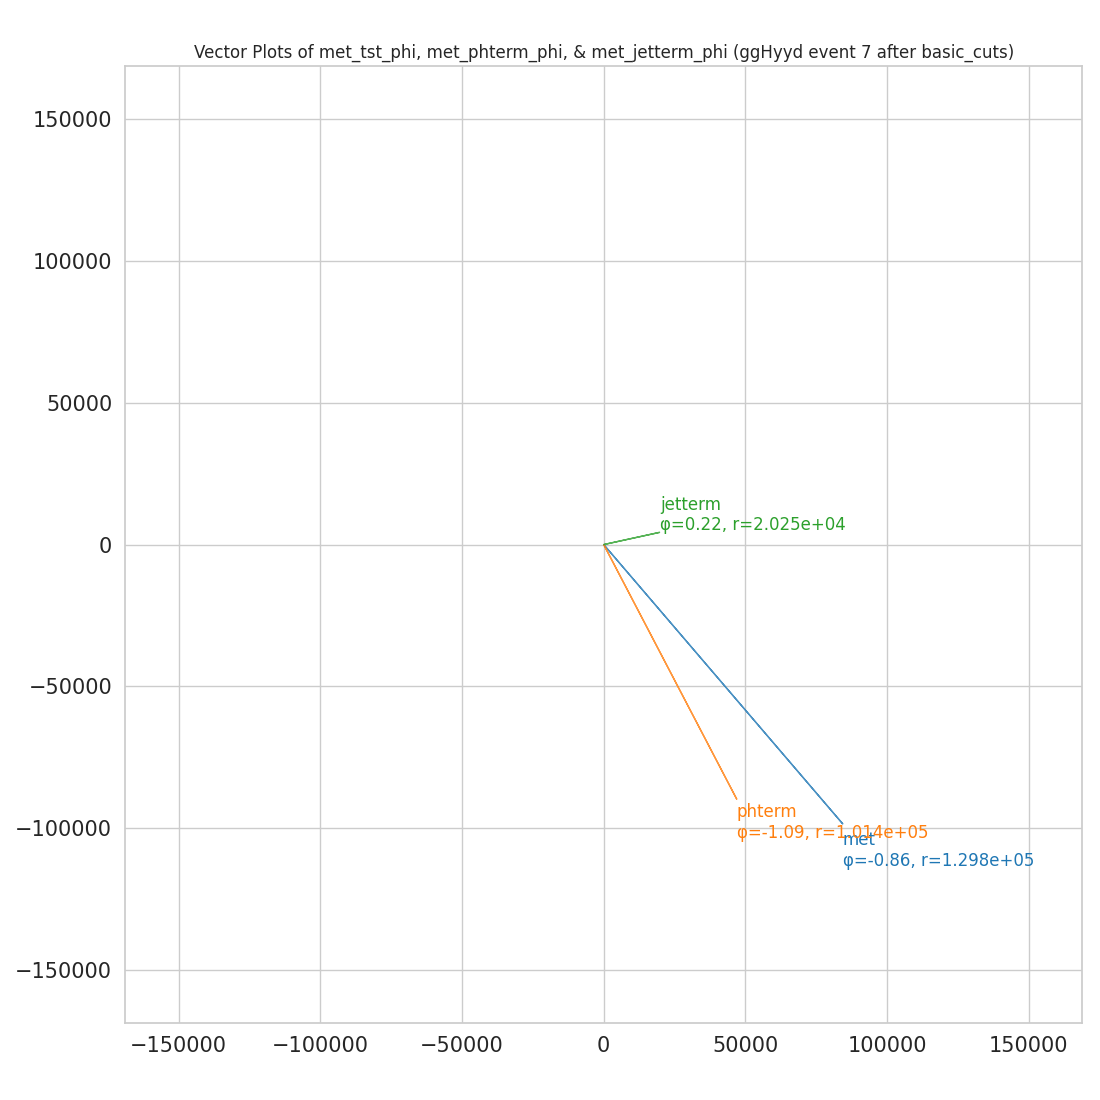 Vector Plots of met_tst_phi, met_phterm_phi, & met_jetterm_phi (ggHyyd event 7 after basic_cuts)
150000
100000
50000
0
−50000
−100000
−150000
jetterm
φ=0.22, r=2.025e+04
phterm
φ=-1.09, r=1.014e+05
met
φ=-0.86, r=1.298e+05
−150000
−100000
−50000
0
50000
100000
150000